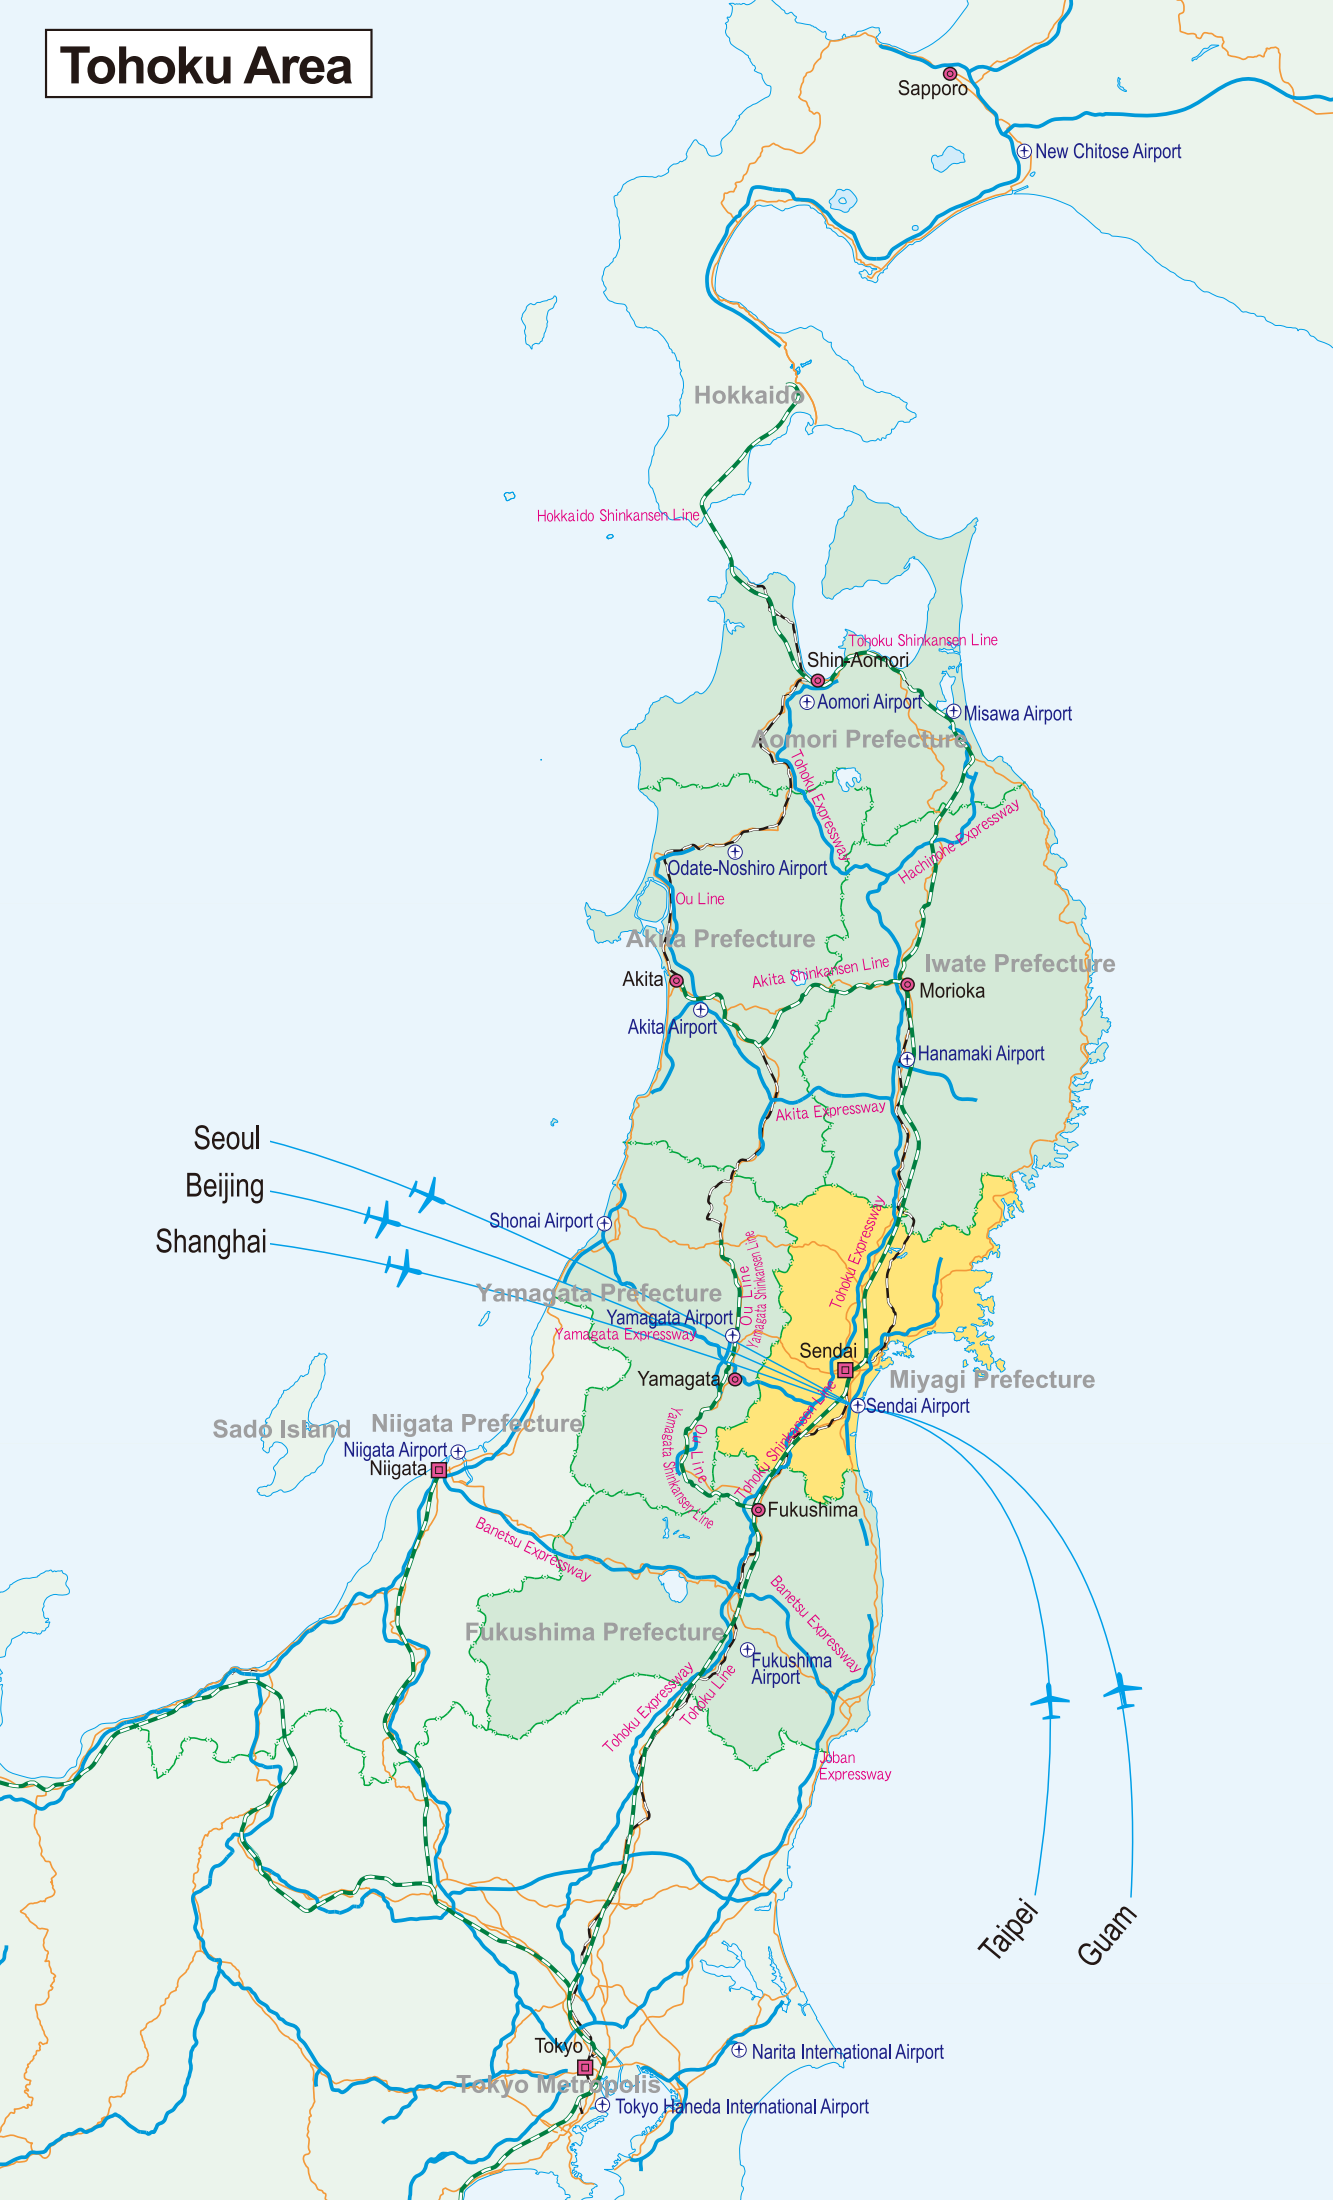 Tohoku Area
Sapporo
New Chitose Airport
Hokkaido
Hokkaido Shinkansen Line
Tohoku Shinkansen Line
Shin-Aomori
Aomori Airport
Misawa Airport
Aomori Prefecture
Tohoku Expressway
Hachinohe Expressway
Odate-Noshiro Airport
Ou Line
Akita Prefecture
Akita Shinkansen Line
Iwate Prefecture
Akita
Morioka
Akita Airport
Hanamaki Airport
Akita Expressway
Seoul
Beijing
Shanghai
Shonai Airport
Tohoku Expressway
Ou Line
Yamagata Shinkansen Line
Yamagata Prefecture
Yamagata Airport
Yamagata Expressway
Sendai
Yamagata
Miyagi Prefecture
Sendai Airport
Sado Island
Niigata Prefecture
Niigata Airport
Niigata
Ou Line
Yamagata Shinkansen Line
Tohoku Shinkansen Line
Fukushima
Banetsu Expressway
Banetsu Expressway
Fukushima Prefecture
Fukushima
Airport
Tohoku Expressway
Tohoku Line
Joban
Expressway
Taipei
Guam
Tokyo
Narita International Airport
Tokyo Metropolis
Tokyo Haneda International Airport